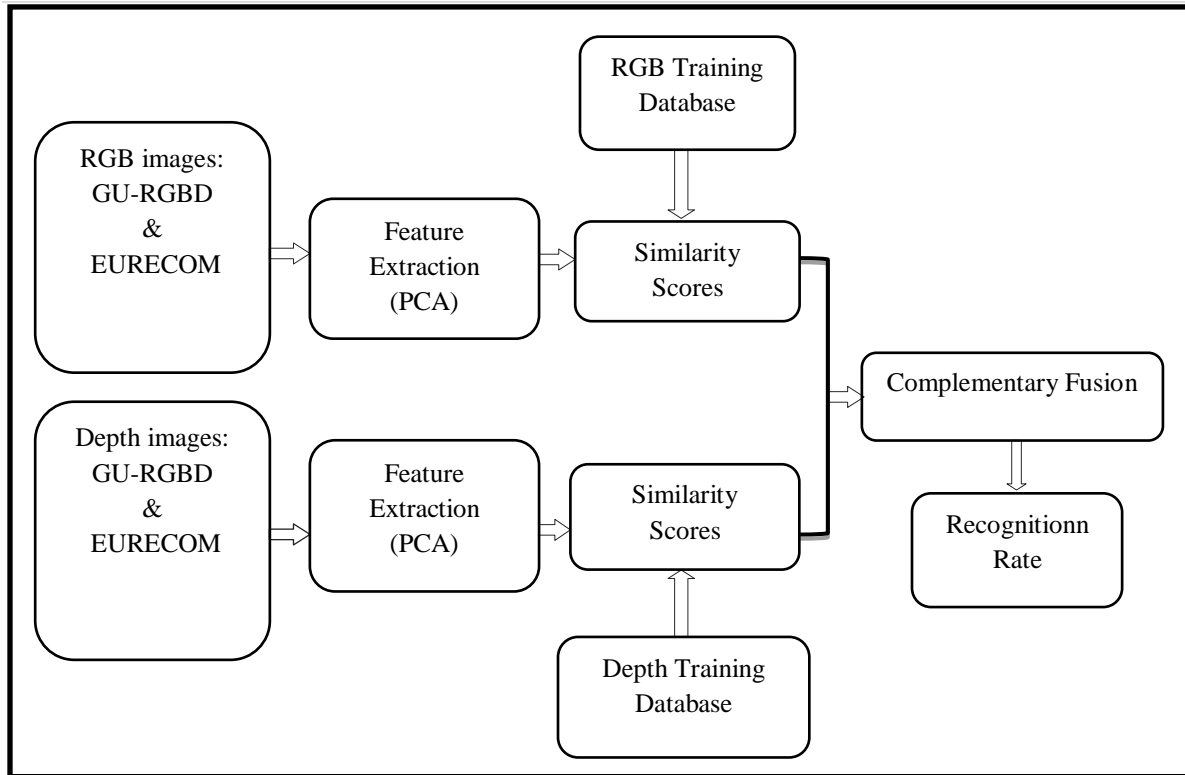 RGB Training
Database
RGB images:
GU-RGBD
&
EURECOM
Feature
Extraction
(PCA)
Similarity
Scores
Complementary Fusion
Depth images:
GU-RGBD
&
EURECOM
Feature
Extraction
(PCA)
Similarity
Scores
Recognitionn
Rate
Depth Training
Database